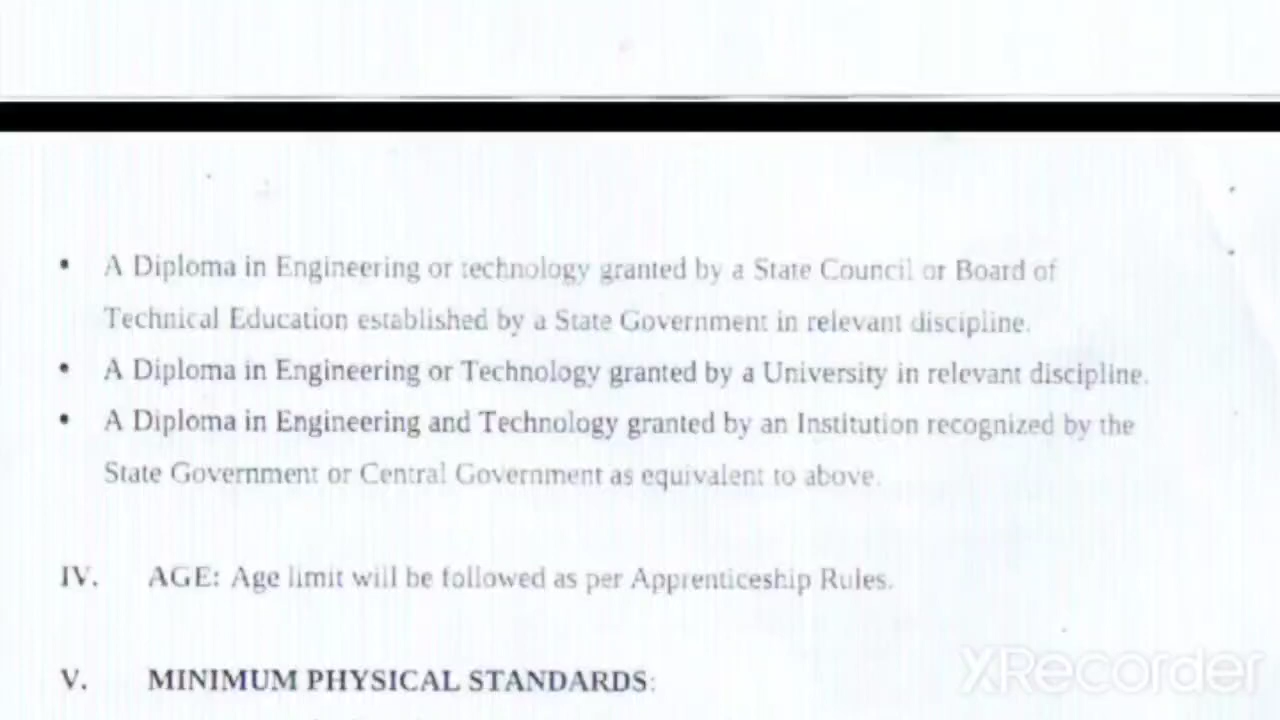 • A Diploma in Engineering or technology granted by a State Council or Board of
Technical Education established by a State Government in relevant discipline.
• A Diploma in Engineering or Technology granted by a University in relevant discipline.
• A Diploma in Engineering and Technology granted by an Institution recognized by the
State Government or Central Government as equivalent to above.
IV. AGE: Age limit will be followed as per Apprenticeship Rules.
V. MINIMUM PHYSICAL STANDARDS:
XRecorder